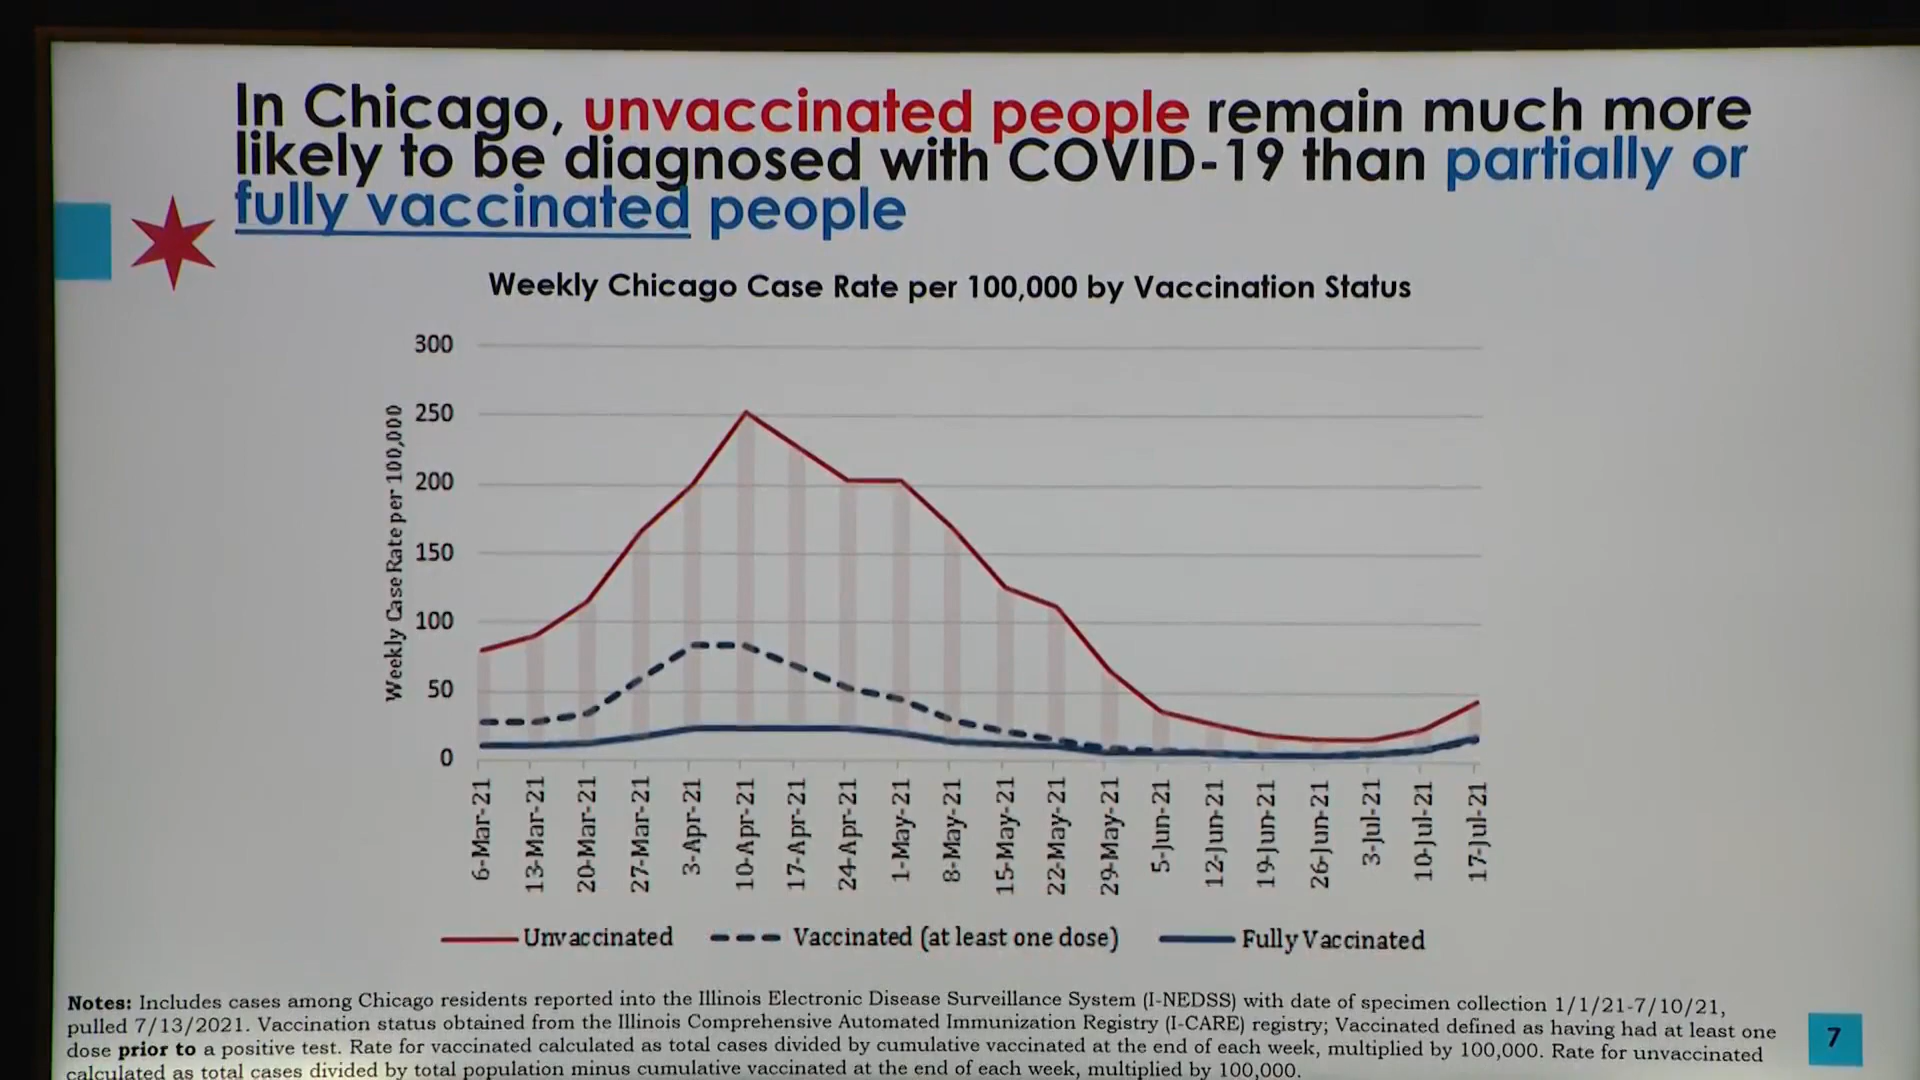 In Chicago, unvaccinated people remain much more
likely to be diagnosed with COVID-19 than partially or
fully vaccinated people
Weekly Chicago Case Rate per 100,000 by Vaccination Status
Weekly Case Rate per 100,000
300
250
200
150
100
50
0
6-Mar-21
13-Mar-21
20-Mar-21
27-Mar-21
3-Apr-21
10-Apr-21
17-Apr-21
24-Apr-21
1-May-21
8-May-21
15-May-21
22-May-21
29-May-21
5-Jun-21
12-Jun-21
19-Jun-21
26-Jun-21
3-Jul-21
10-Jul-21
17-Jul-21
Unvaccinated Vaccinated (at least one dose) Fully Vaccinated
Notes: Includes cases among Chicago residents reported into the Illinois Electronic Disease Surveillance System (I-NEDSS) with date of specimen collection 1/1/21-7/10/21,
pulled 7/13/2021. Vaccination status obtained from the Illinois Comprehensive Automated Immunization Registry (I-CARE) registry; Vaccinated defined as having had at least one
dose prior to a positive test. Rate for vaccinated calculated as total cases divided by cumulative vaccinated at the end of each week, multiplied by 100,000. Rate for unvaccinated
calculated as total cases divided by total population minus cumulative vaccinated at the end of each week, multiplied by 100,000.
7